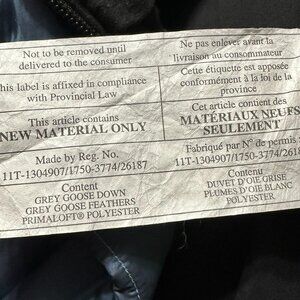 Not to be removed until
delivered to the consumer
This label is affixed in compliance
with Provincial Law
This article contains
NEW MATERIAL ONLY
Made by Reg. No.
11T-1304907/1750-3774/26187
Content
GREY GOOSE DOWN
GREY GOOSE FEATHERS
PRIMALOFT® POLYESTER
Ne pas enlever avant la
livraison au consommateur
Cette étiquette est apposée
conformément à la loi de la
province
Cet article contient des
MATÉRIAUX NEUFS
SEULEMENT
Fabriqué par N° de permis
11T-1304907/1750-3774/26187
Content
DUVET D'OIE GRISE
PLUMES D'OIE BLANC
POLYESTER